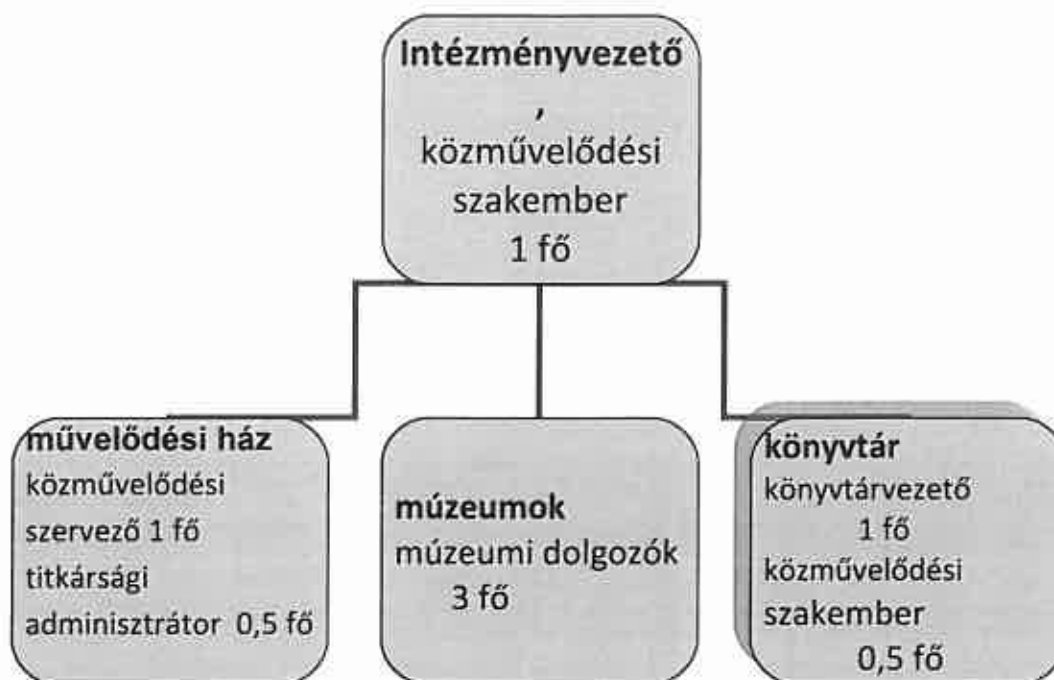 Intézményvezető
,
közművelődési
szakember
1 fő
művelődési ház
közművelődési
szervező 1 fő
titkársági
adminisztrátor 0,5 fő
múzeumok
múzeumi dolgozók
3 fő
könyvtár
könyvtárvezető
1 fő
közművelődési
szakember
0,5 fő